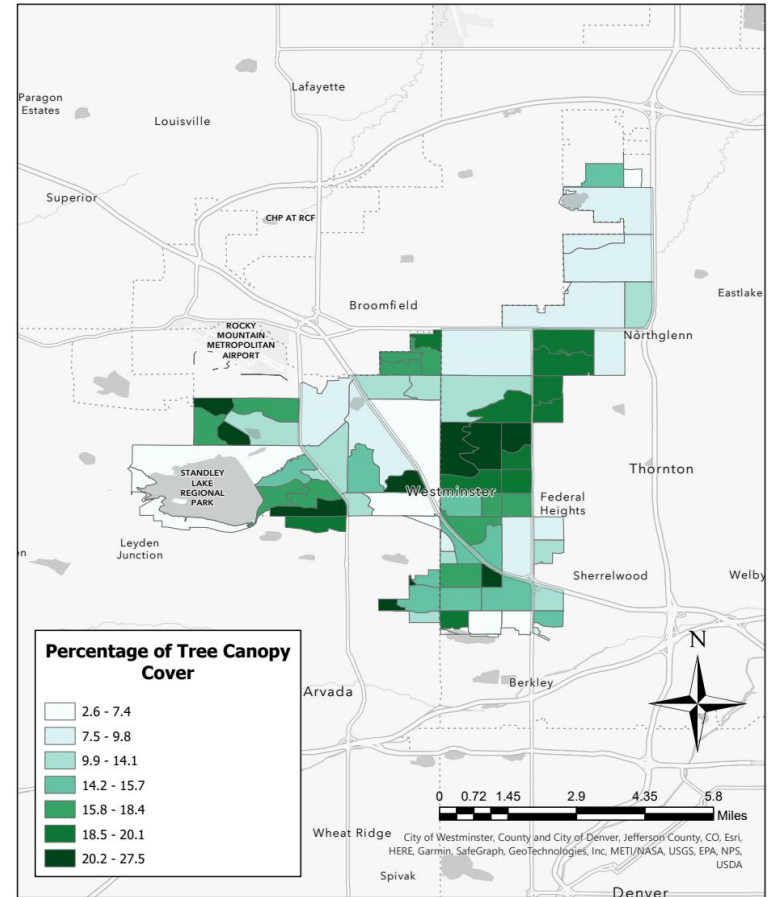 Lafayette
Paragon
Estates
Louisville
Superior
CHP AT RCF
Eastlake
Broomfield
ROCKY
MOUNTAIN
METROPOLITAN
AIRPORT
Northglenn
STANDLEY
LAKE
REGIONAL
PARK
Thornton
Westminster
Federal
Heights
Leyden
Junction
en
Sherrelwood
Welby
Percentage of Tree Canopy
Cover
2.6 - 7.4
7.5 - 9.8
9.9 - 14.1
14.2 - 15.7
15.8 - 18.4
18.5 - 20.1
20.2 - 27.5
N
Berkley
Arvada
0 0.72 1.45 2.9 4.35 5.8
Miles
Wheat Ridge
City of Westminster, County and City of Denver, Jefferson County, CO, Esri,
HERE, Garmin, SafeGraph, GeoTechnologies, Inc, METI/NASA, USGS, EPA, NPS,
USDA
Spivak
Denver